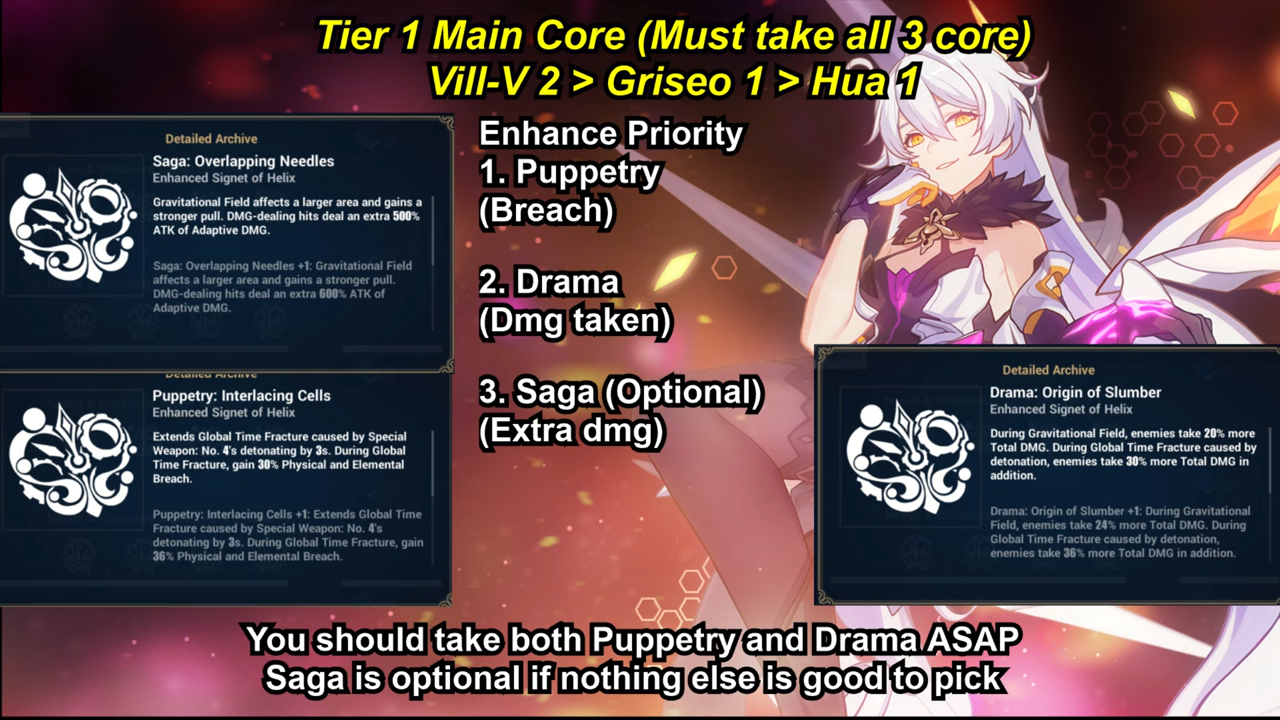 Tier 1 Main Core (Must take all 3 core)
Vill-V 2 > Griseo 1 > Hua 1
Detailed Archive
Saga: Overlapping Needles
Enhanced Signet of Helix
Gravitational Field affects a larger area and gains a
stronger pull. DMG-dealing hits deal an extra 500%
ATK of Adaptive DMG.
Saga: Overlapping Needles +1: Gravitational Field
affects a larger area and gains a stronger pull.
DMG-dealing hits deal an extra 600% ATK of
Adaptive DMG.
Detailed Archive
Puppetry: Interlacing Cells
Enhanced Signet of Helix
Extends Global Time Fracture caused by Special
Weapon: No. 4's detonating by 3s. During Global
Time Fracture, gain 30% Physical and Elemental
Breach.
Puppetry: Interlacing Cells +1: Extends Global Time
Fracture caused by Special Weapon: No. 4's
detonating by 3s. During Global Time Fracture, gain
36% Physical and Elemental Breach.
Enhance Priority
1. Puppetry
(Breach)
2. Drama
(Dmg taken)
3. Saga (Optional)
(Extra dmg)
Detailed Archive
Drama: Origin of Slumber
Enhanced Signet of Helix
During Gravitational Field, enemies take 20% more
Total DMG. During Global Time Fracture caused by
detonation, enemies take 30% more Total DMG in
addition.
Drama: Origin of Slumber +1: During Gravitational
Field, enemies take 24% more Total DMG. During
Global Time Fracture caused by detonation,
enemies take 36% more Total DMG in addition.
You should take both Puppetry and Drama ASAP
Saga is optional if nothing else is good to pick